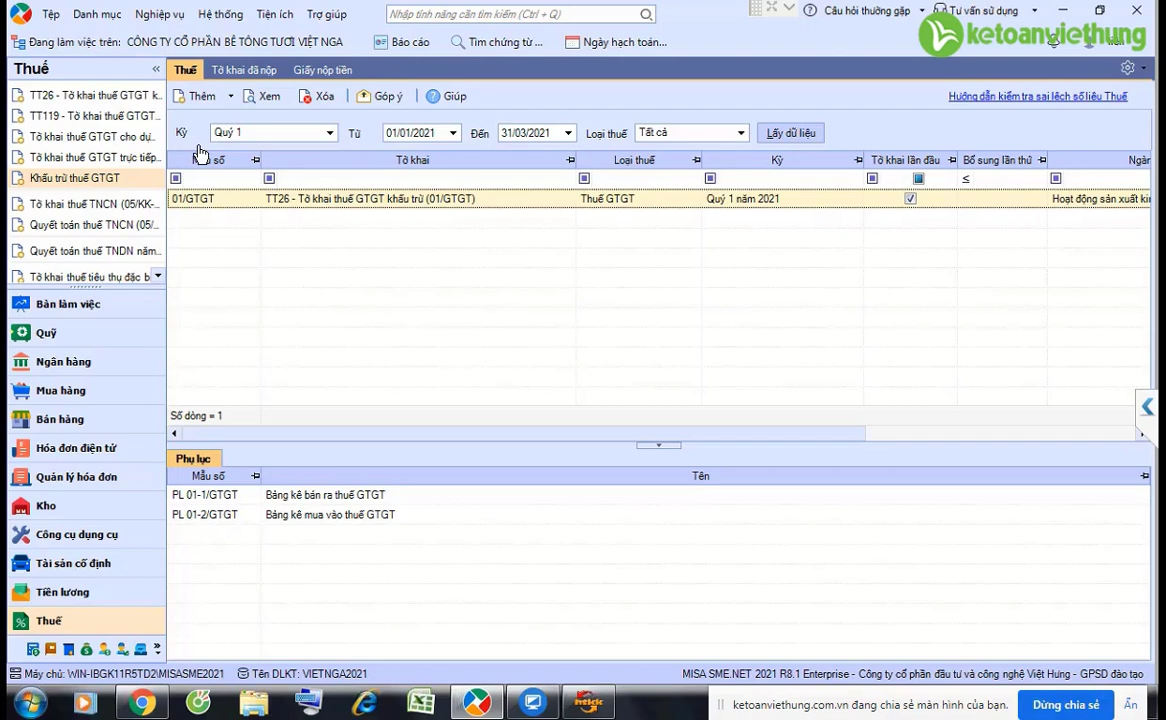 Tệp Danh mục Nghiệp vụ Hệ thống Tiện ích Trợ giúp
Nhập tính năng cần tìm kiếm (Ctrl + Q)
Câu hỏi thường gặp
Tư vấn sử dụng
ketoanviethung
Đang làm việc trên: CÔNG TY CỔ PHẦN BÊ TÔNG TƯƠI VIỆT NGA
Báo cáo
Tìm chứng từ ...
Ngày hạch toán...
Thuế
TT26 - Tờ khai thuế GTGT k...
TT119 - Tờ khai thuế GTGT...
Tờ khai thuế GTGT cho dự..
Tờ khai thuế GTGT trực tiếp..
Khấu trừ thuế GTGT
Tờ khai thuế TNCN (05/KK-..
Quyết toán thuế TNCN (05/..
Quyết toán thuế TNDN năm..
Tờ khai thuế tiêu thụ đặc b
Bàn làm việc
Quỹ
Ngân hàng
Mua hàng
Bán hàng
Hóa đơn điện tử
Quản lý hóa đơn
Kho
Công cụ dụng cụ
Tài sản cố định
Tiền lương
Thuế
Thuế
Tờ khai đã nộp
Giấy nộp tiền
Thêm Xem Xóa Góp ý Giúp
Hướng dẫn kiểm tra sai lệch số liệu Thuế
Kỳ Quý 1 Từ 01/01/2021 Đến 31/03/2021 Loại thuế Tất cả Lấy dữ liệu
số Tờ khai Loại thuế Kỳ Tờ khai lần đầu Bổ sung lần thứ
≤
01/GTGT TT26 - Tờ khai thuế GTGT khấu trừ (01/GTGT) Thuế GTGT Quý 1 năm 2021 Hoạt động sản xuất
Số dòng = 1
Phụ lục
Mẫu số Tên
PL 01-1/GTGT Bảng kê bán ra thuế GTGT
PL 01-2/GTGT Bảng kê mua vào thuế GTGT
Máy chủ: WIN-IBGK11R5TD2\MISASME2021
Tên DLKT: VIETNGA2021
MISA SME.NET 2021 R8.1 Enterprise - Công ty cổ phần đầu tư và công nghệ Việt Hưng - GPSD đào tạo
ketoanviethung.com.vn đang chia sẻ màn hình của bạn.
Dừng chia sẻ
Ẩn